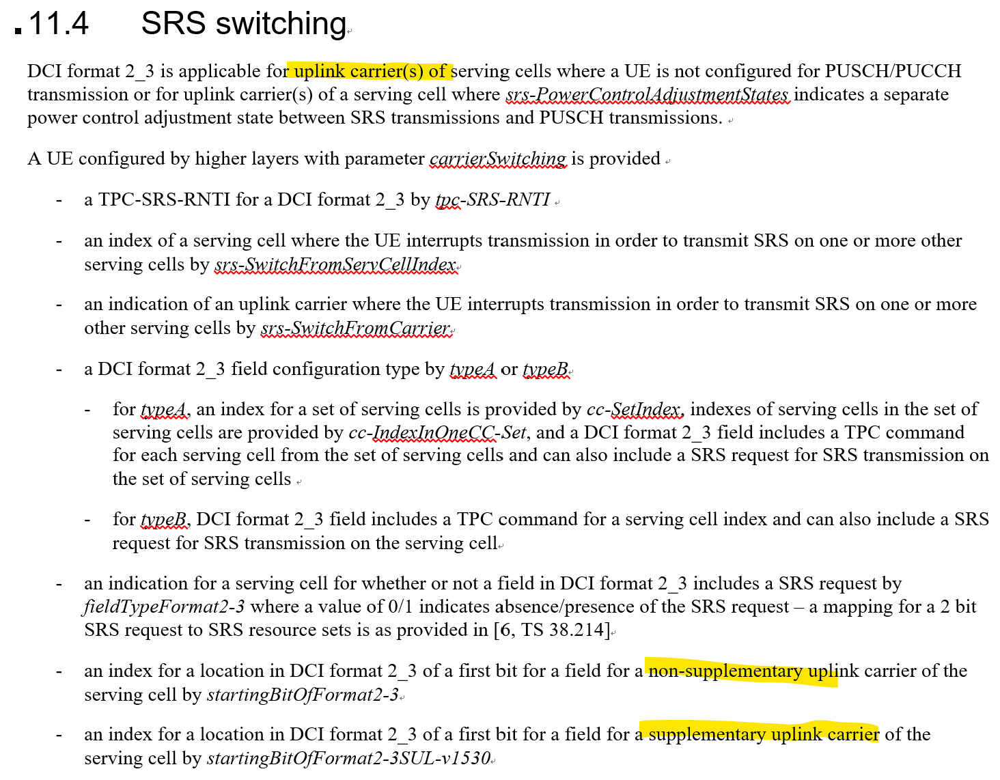 .11.4 SRS switching
DCI format 2_3 is applicable for uplink carrier(s) of serving cells where a UE is not configured for PUSCH/PUCCH
transmission or for uplink carrier(s) of a serving cell where srs-PowerControlAdjustmentStates indicates a separate
power control adjustment state between SRS transmissions and PUSCH transmissions.
A UE configured by higher layers with parameter carrierSwitching is provided
- a TPC-SRS-RNTI for a DCI format 2_3 by tpc-SRS-RNTI
- an index of a serving cell where the UE interrupts transmission in order to transmit SRS on one or more other
serving cells by srs-SwitchFromServCellIndex
- an indication of an uplink carrier where the UE interrupts transmission in order to transmit SRS on one or more
other serving cells by srs-SwitchFromCarrier
- a DCI format 2_3 field configuration type by typeA or typeB
- for typeA, an index for a set of serving cells is provided by cc-SetIndex, indexes of serving cells in the set of
serving cells are provided by cc-IndexInOneCC-Set, and a DCI format 2_3 field includes a TPC command
for each serving cell from the set of serving cells and can also include a SRS request for SRS transmission on
the set of serving cells
- for typeB, DCI format 2_3 field includes a TPC command for a serving cell index and can also include a SRS
request for SRS transmission on the serving cell
- an indication for a serving cell for whether or not a field in DCI format 2_3 includes a SRS request by
fieldTypeFormat2-3 where a value of 0/1 indicates absence/presence of the SRS request – a mapping for a 2 bit
SRS request to SRS resource sets is as provided in [6, TS 38.214]
- an index for a location in DCI format 2_3 of a first bit for a field for a non-supplementary uplink carrier of the
serving cell by startingBitOfFormat2-3
- an index for a location in DCI format 2_3 of a first bit for a field for a supplementary uplink carrier of the
serving cell by startingBitOfFormat2-3SUL-v1530